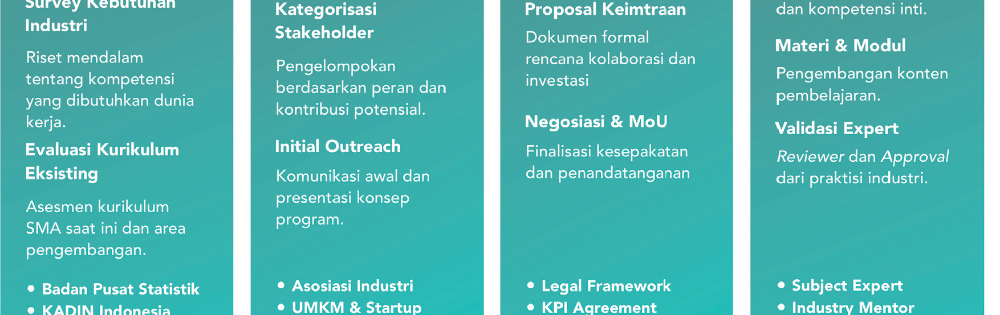 Survey Kebutuhan
Industri
Riset mendalam
tentang kompetensi
yang dibutuhkan dunia
kerja.
Evaluasi Kurikulum
Eksisting
Asesmen kurikulum
SMA saat ini dan area
pengembangan.
• Badan Pusat Statistik
• KADIN Indonesia
Kategorisasi
Stakeholder
Pengelompokan
berdasarkan peran dan
kontribusi potensial.
Initial Outreach
Komunikasi awal dan
presentasi konsep
program.
• Asosiasi Industri
• UMKM & Startup
Proposal Keimtraan
Dokumen formal
rencana kolaborasi dan
investasi
Negosiasi & MoU
Finalisasi kesepakatan
dan penandatanganan
• Legal Framework
• KPI Agreement
dan kompetensi inti.
Materi & Modul
Pengembangan konten
pembelajaran.
Validasi Expert
Reviewer dan Approval
dari praktisi industri.
• Subject Expert
• Industry Mentor